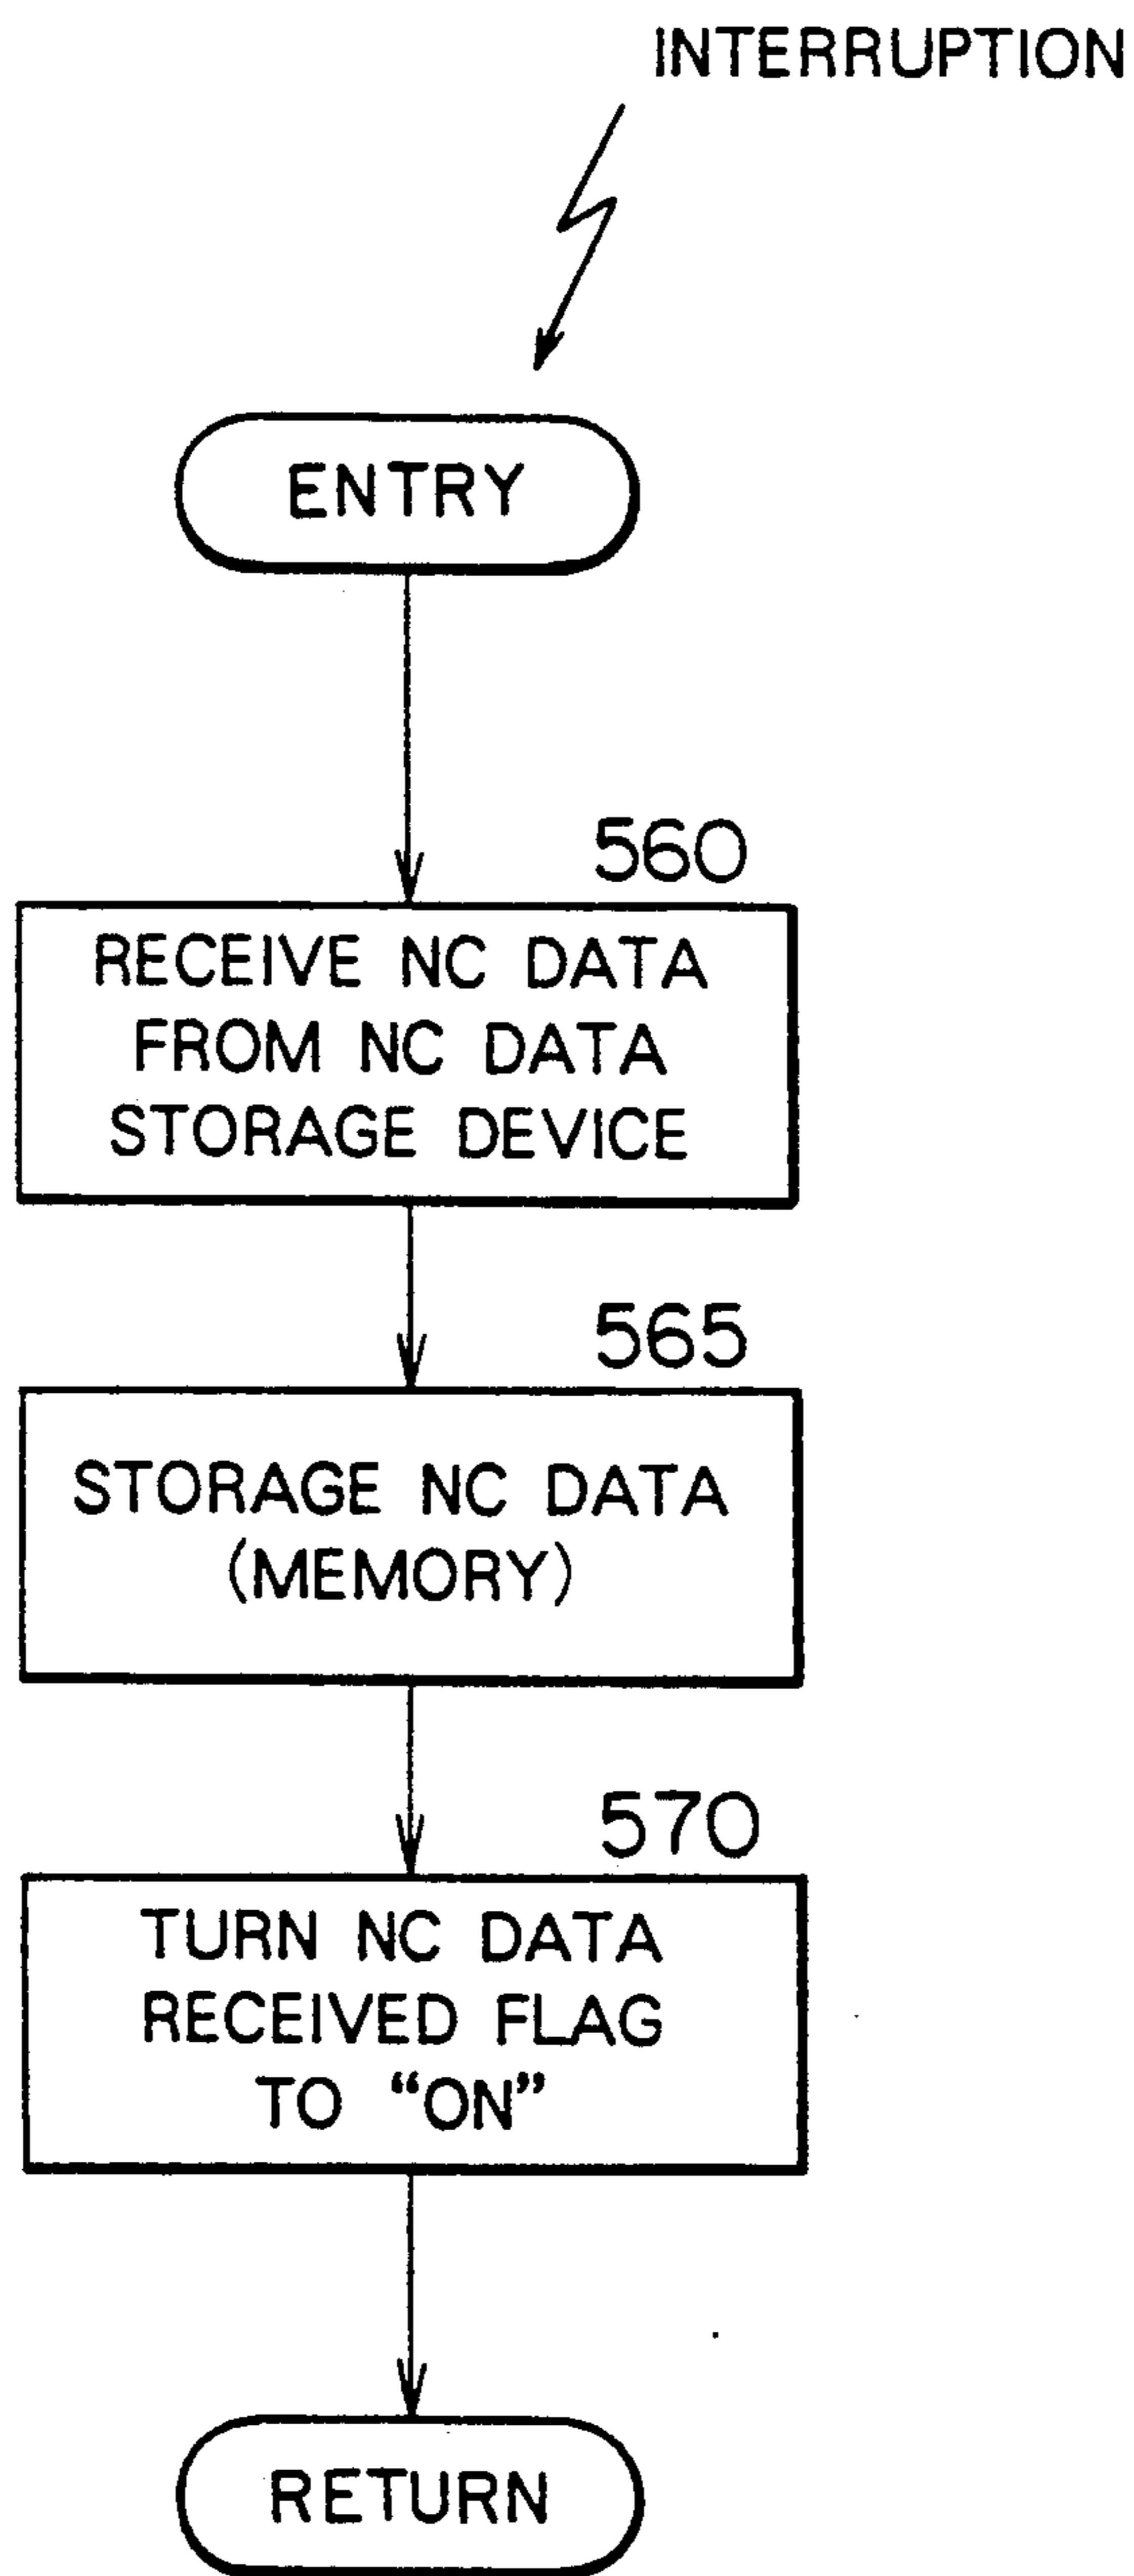 INTERRUPTION
ENTRY
560
RECEIVE NC DATA
FROM NC DATA
STORAGE DEVICE
565
STORAGE NC DATA
(MEMORY)
570
TURN NC DATA
RECEIVED FLAG
TO “ON”
RETURN